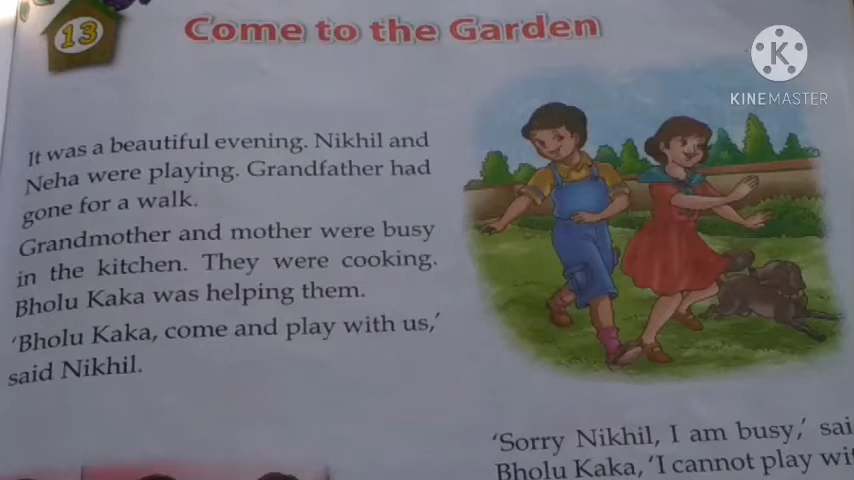 13
Come to the Garden
K
KINEMASTER
It was a beautiful evening. Nikhil and
Neha were playing. Grandfather had
gone for a walk.
Grandmother and mother were busy
in the kitchen. They were cooking.
Bholu Kaka was helping them.
'Bholu Kaka, come and play with us,'
said Nikhil.
'Sorry Nikhil, I am busy,'
Bholu Kaka, 'I cannot play